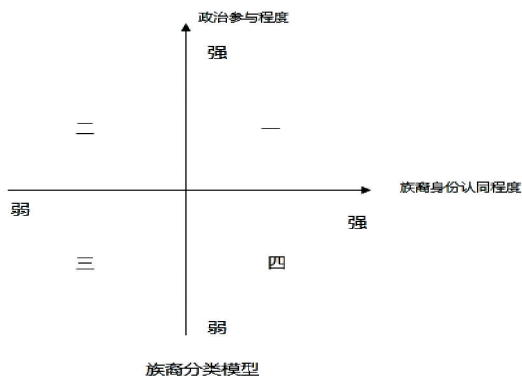 政治参与程度
强
二
一
族裔身份认同程度
弱
强
三
四
弱
族裔分类模型